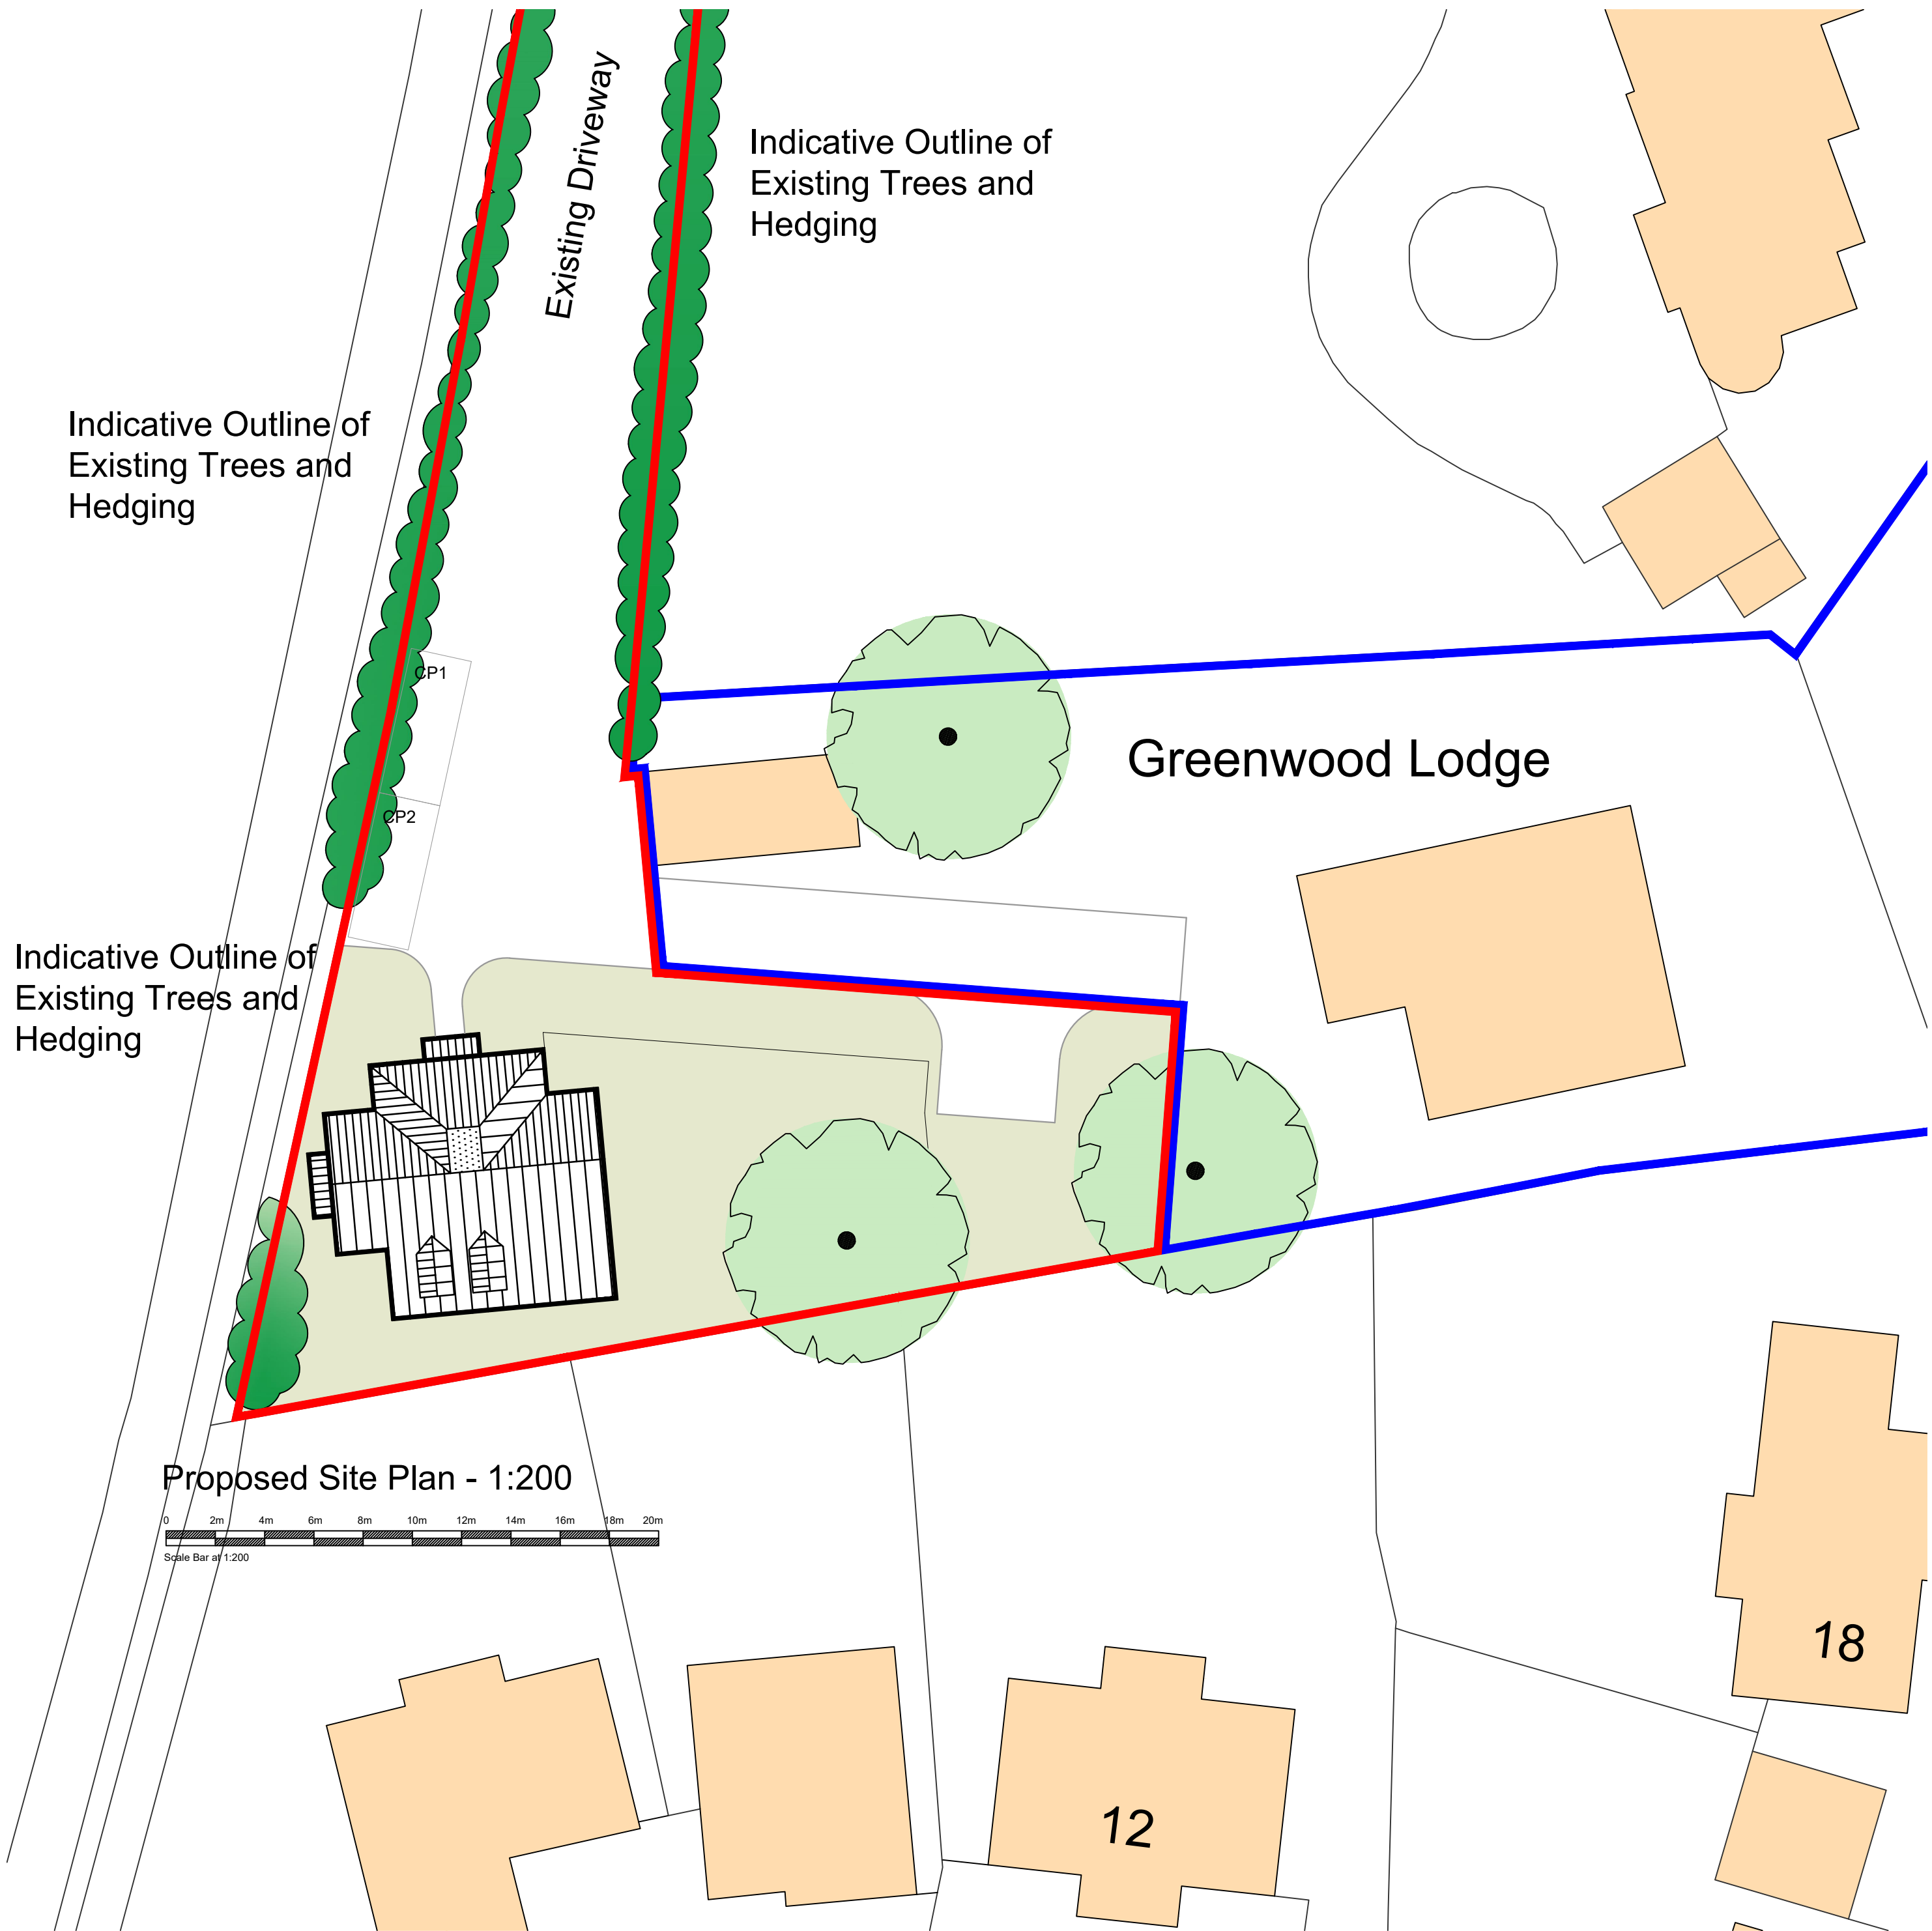 Existing Driveway
Indicative Outline of
Existing Trees and
Hedging
Indicative Outline of
Existing Trees and
Hedging
CP1
Greenwood Lodge
CP2
Indicative Outline of
Existing Trees and
Hedging
Proposed Site Plan - 1:200
0 2m 4m 6m 8m 10m 12m 14m 16m 18m 20m
Scale Bar at 1:200
18
12